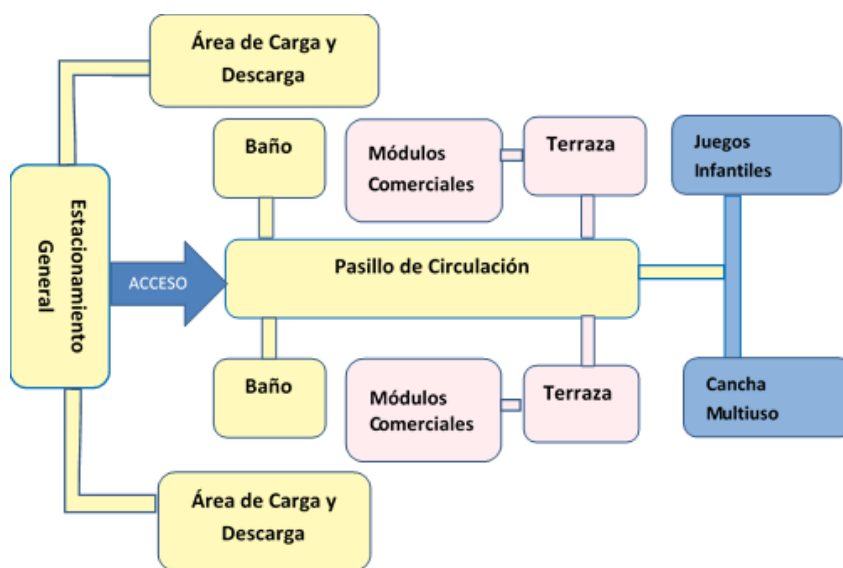 Área de Carga y
Descarga
Baño
Módulos
Comerciales
Terraza
Juegos
Infantiles
Estacionamiento
General
ACCESO
Pasillo de Circulación
Baño
Módulos
Comerciales
Terraza
Cancha
Multiuso
Área de Carga y
Descarga